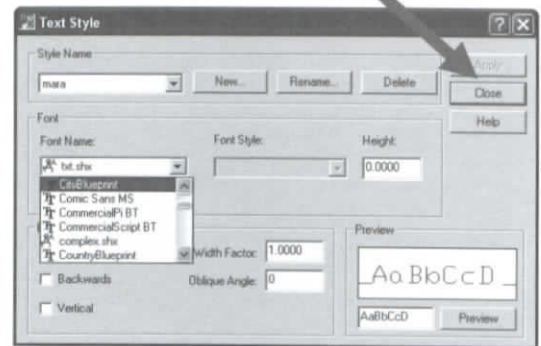 Text Style
Style Name
mara
New...
Rename...
Delete
Apply
Close
Help
Font
Font Name:
Font Style:
Height:
txt.shx
0.0000
CityBlueprint
Comic Sans MS
CommercialPi BT
CommercialScript BT
complex.shx
CountryBlueprint
Width Factor:
1.0000
Backwards
Oblique Angle:
0
Vertical
Preview
AaBbCcD
AaBbCcD
Preview